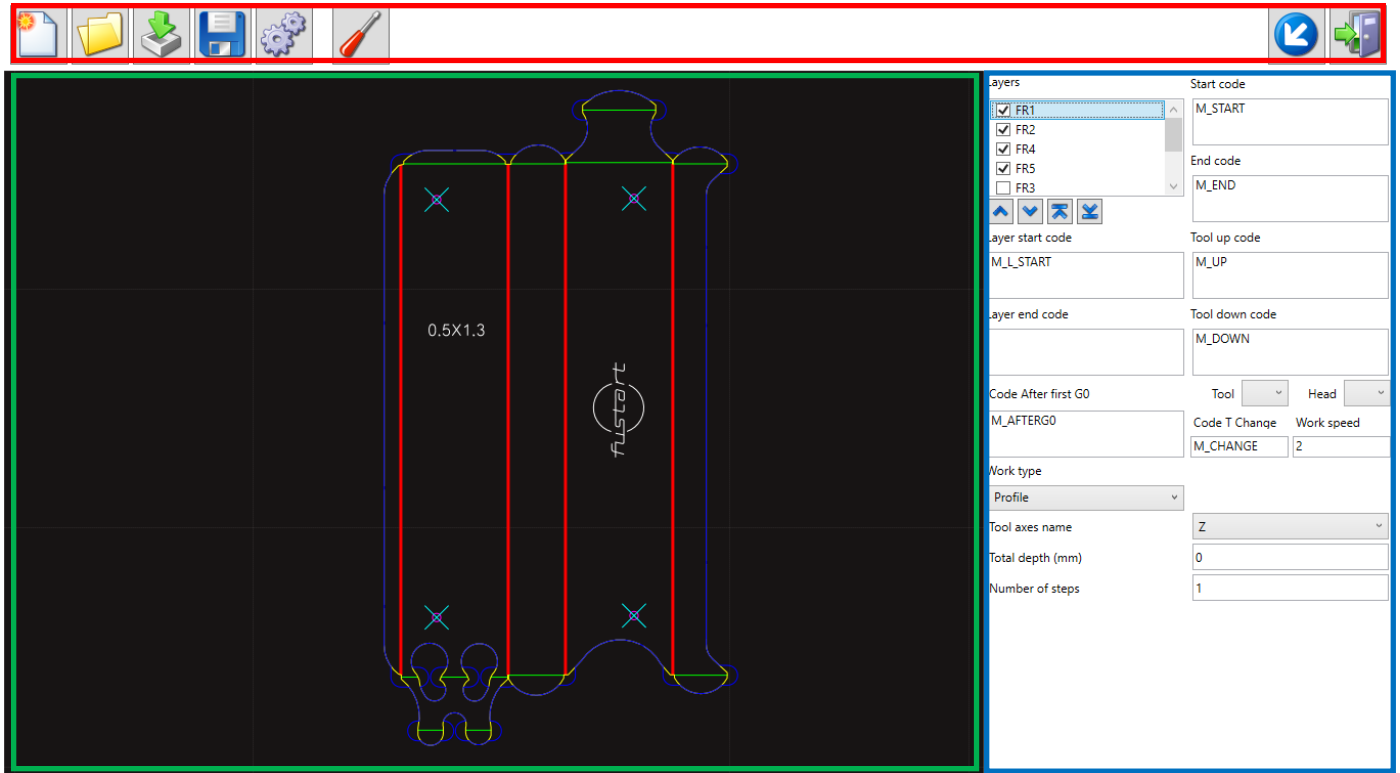 0.5X1.3
fustart
Layers
FR1
FR2
FR4
FR5
FR3
Start code
M_START
End code
M_END
Layer start code
M_L_START
Tool up code
M_UP
Layer end code
Tool down code
M_DOWN
Code After first G0
M_AFTERG0
Tool
Head
Code T Change
Work speed
M_CHANGE
2
Work type
Profile
Tool axes name
Z
Total depth (mm)
0
Number of steps
1